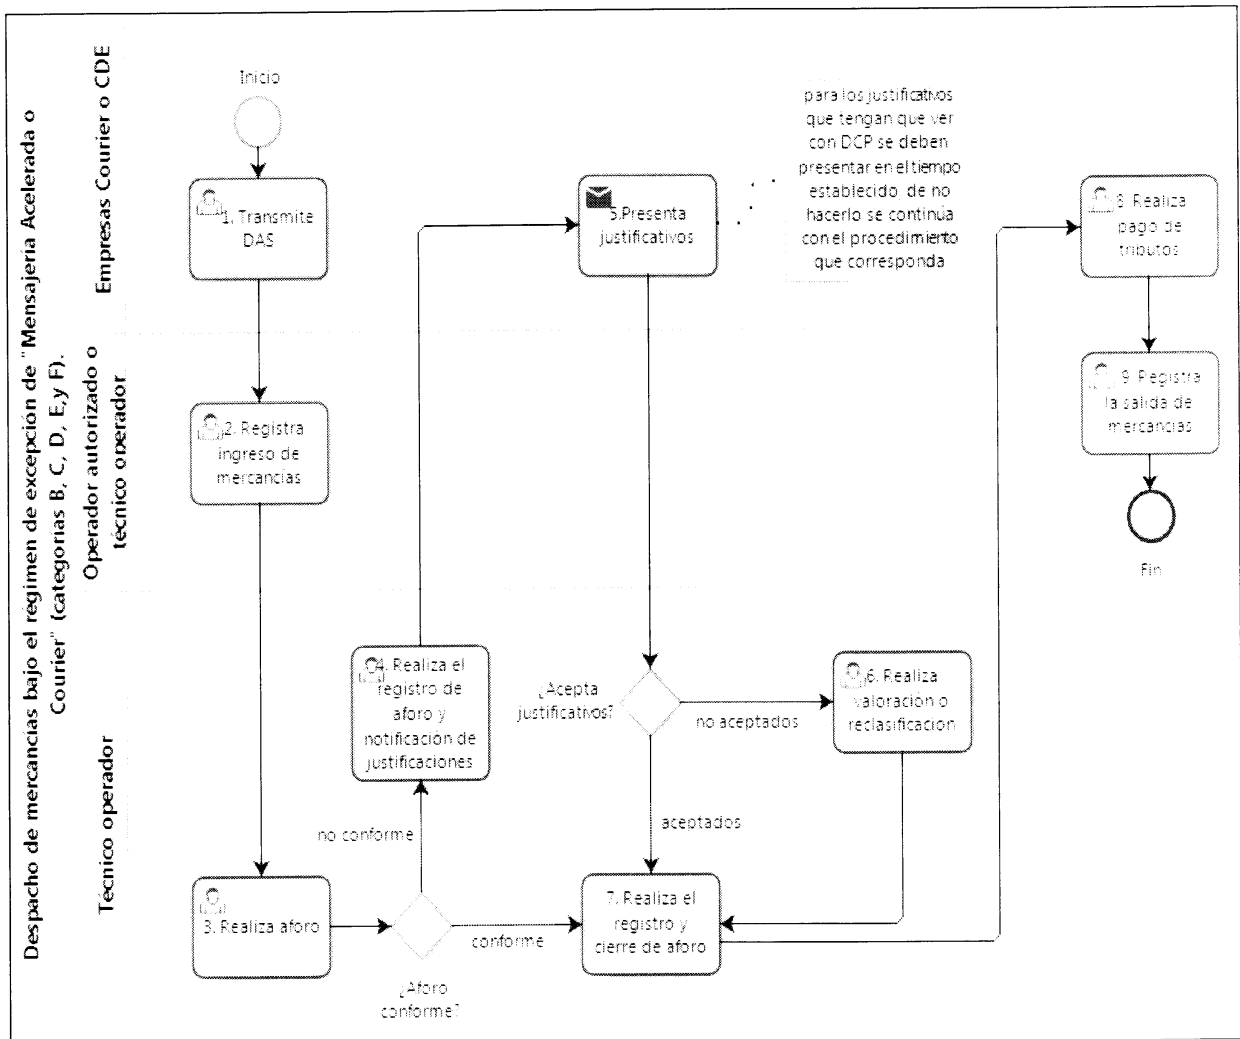 Despacho de mercancias bajo el regimen de excepción de "Mensajeria Acelerada o
Courier" (categorias B, C, D, E,y F).
Empresas Courier o CDE
Inicio
1. Transmite
DAS
5.Presenta
justificativos
para los justificativos
que tengan que ver
con DCP se deben
presentar en el tiempo
establecido, de no
hacerlo se continúa
con el procedimiento
que corresponda
8. Realiza
pago de
tributos
Operador autorizado o
técnico operador
2. Registra
ingreso de
mercancías
9. Registra
la salida de
mercancías
Fin
Técnico operador
4. Realiza el
registro de
aforo y
notificación de
justificaciones
¿Acepta
justificativos?
no aceptados
6. Realiza
valoración o
reclasificación
no conforme
aceptados
3. Realiza aforo
conforme
¿Aforo
conforme?
7. Realiza el
registro y
cierre de aforo